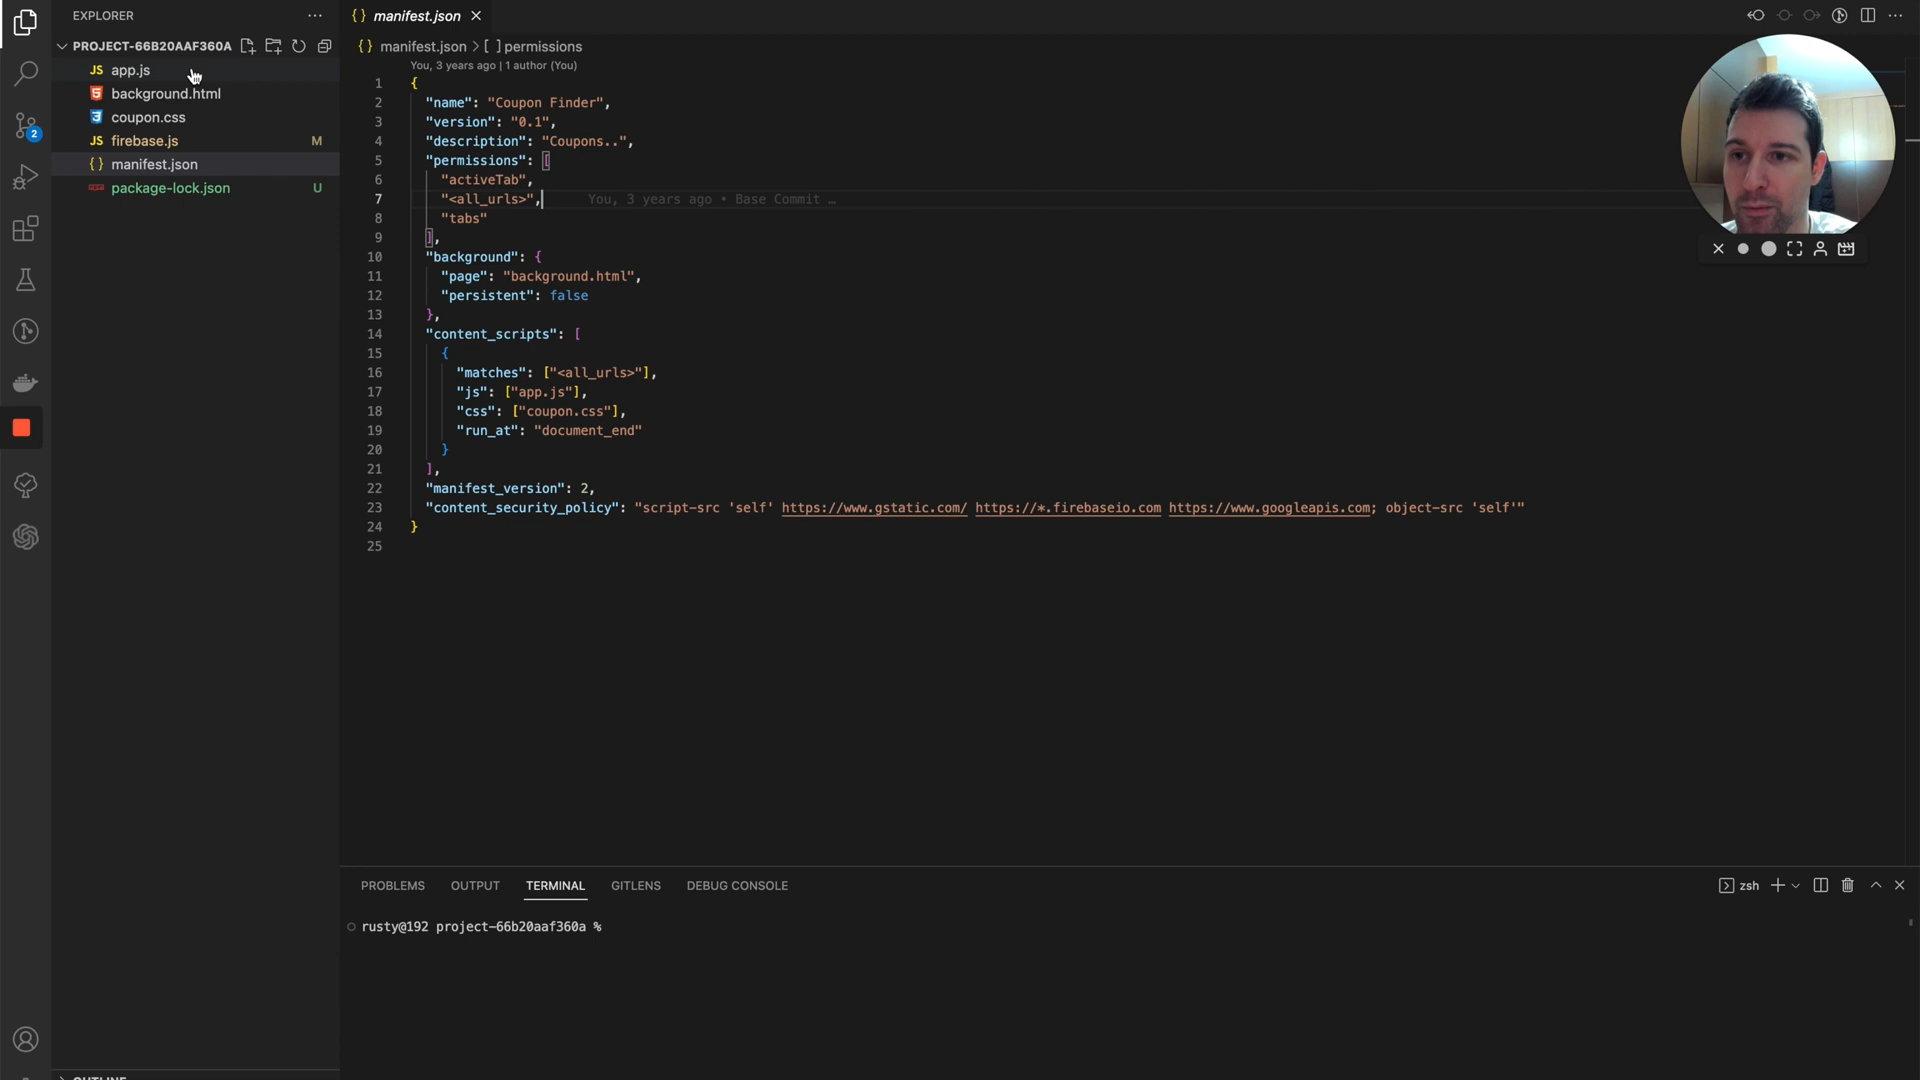 EXPLORER
PROJECT-66B20AAF360A
JS app.js
background.html
coupon.css
JS firebase.js M
{} manifest.json
package-lock.json U
2
{} manifest.json
{} manifest.json > [ ] permissions
You, 3 years ago | 1 author (You)
1 {
2 "name": "Coupon Finder",
3 "version": "0.1",
4 "description": "Coupons..",
5 "permissions": [
6 "activeTab",
7 "<all_urls>", You, 3 years ago • Base Commit …
8 "tabs"
9 ],
10 "background": {
11 "page": "background.html",
12 "persistent": false
13 },
14 "content_scripts": [
15 {
16 "matches": ["<all_urls>"],
17 "js": ["app.js"],
18 "css": ["coupon.css"],
19 "run_at": "document_end"
20 }
21 ],
22 "manifest_version": 2,
23 "content_security_policy": "script-src 'self' https://www.gstatic.com/ https://*.firebaseio.com https://www.googleapis.com; object-src 'self'"
24 }
25
PROBLEMS OUTPUT TERMINAL GITLENS DEBUG CONSOLE
zsh
rusty@192 project-66b20aaf360a %
OUTLINE